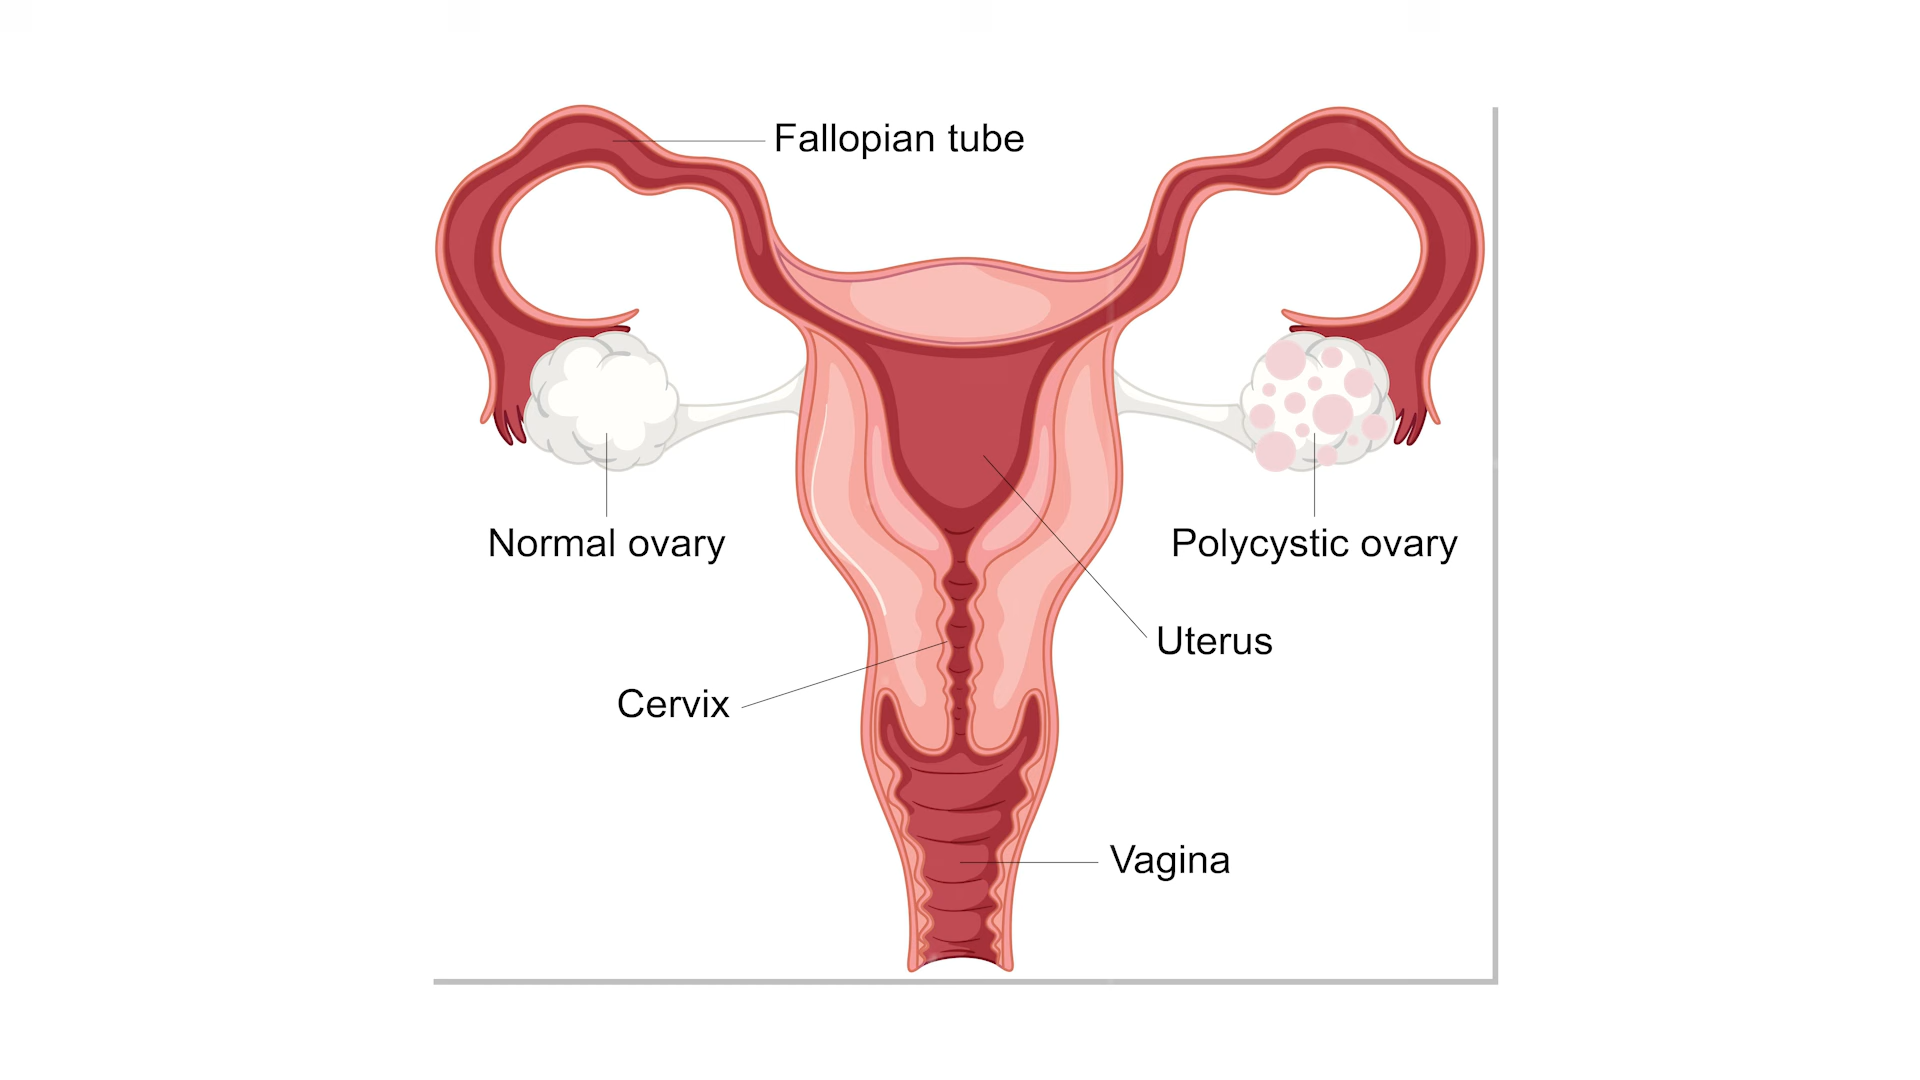 Fallopian tube
Normal ovary
Polycystic ovary
Uterus
Cervix
Vagina